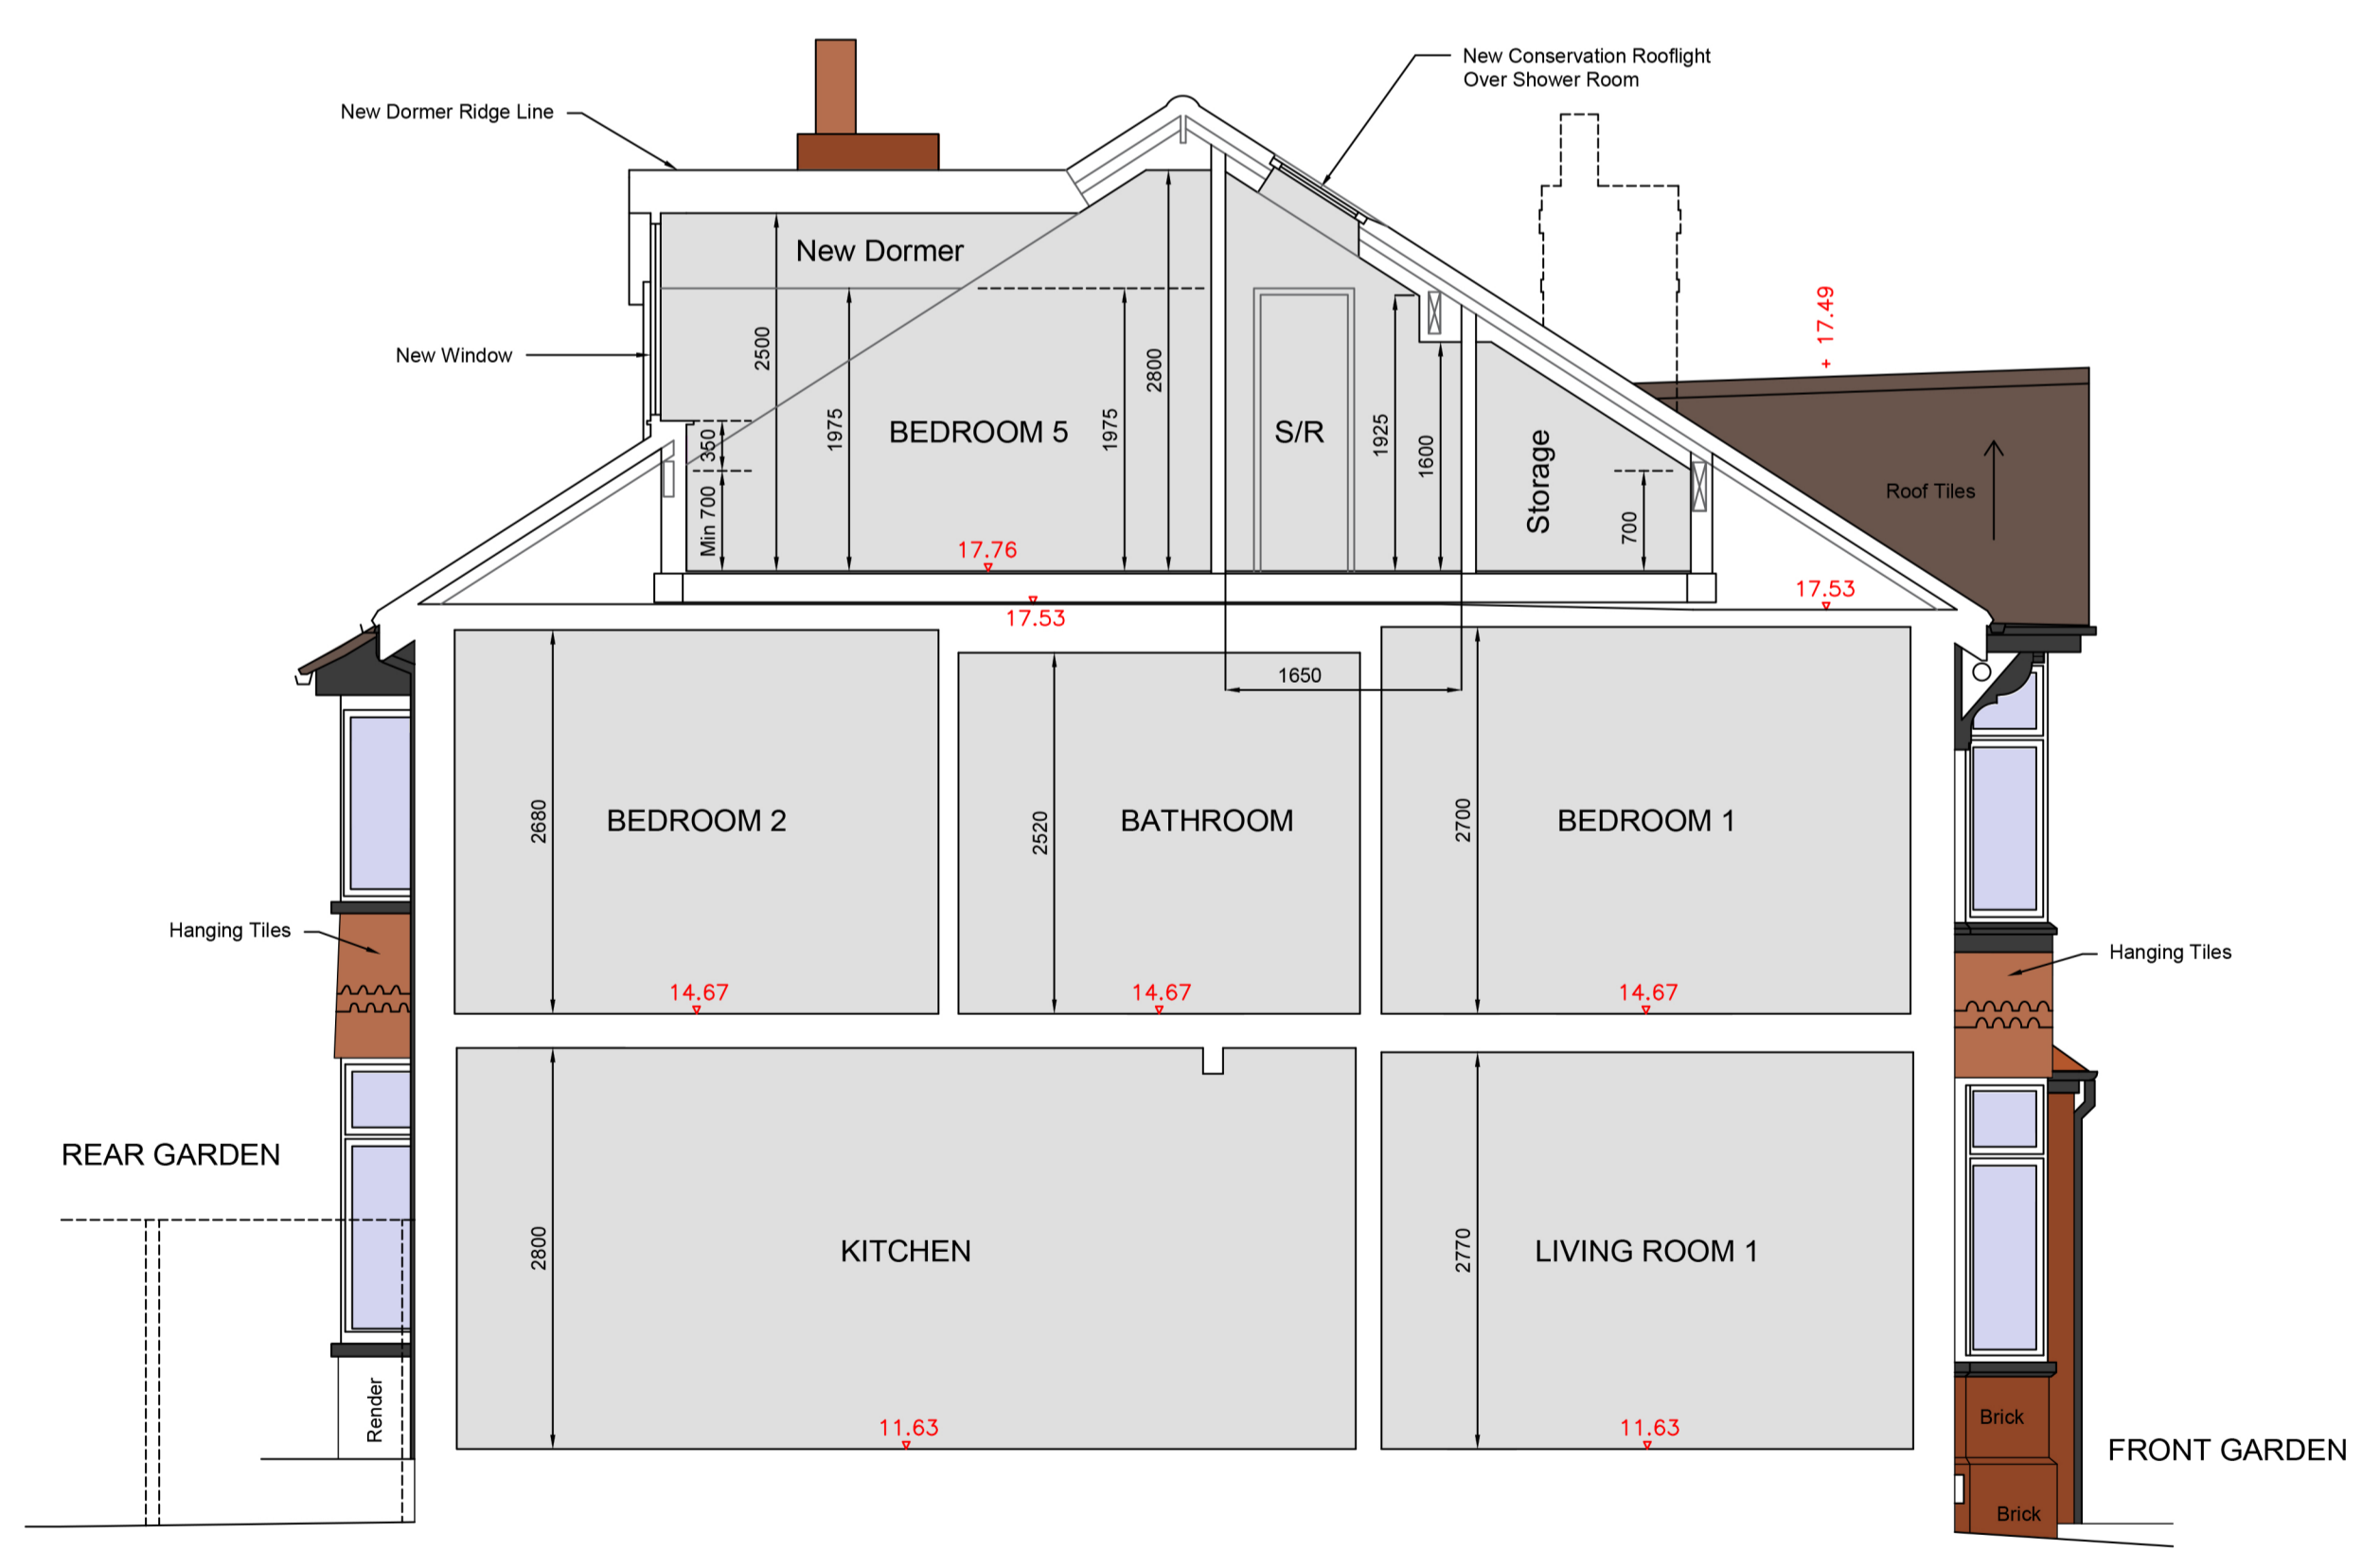 New Conservation Rooflight
Over Shower Room
New Dormer Ridge Line
New Dormer
17.49
+
2500
New Window
2800
1975
1975
350
BEDROOM 5
S/R
1925
1600
Storage
Min 700
700
Roof Tiles
17.76
17.53
17.53
1650
2680
BEDROOM 2
2520
BATHROOM
2700
BEDROOM 1
Hanging Tiles
Hanging Tiles
14.67
14.67
14.67
REAR GARDEN
2800
KITCHEN
2770
LIVING ROOM 1
Render
11.63
11.63
Brick
FRONT GARDEN
Brick